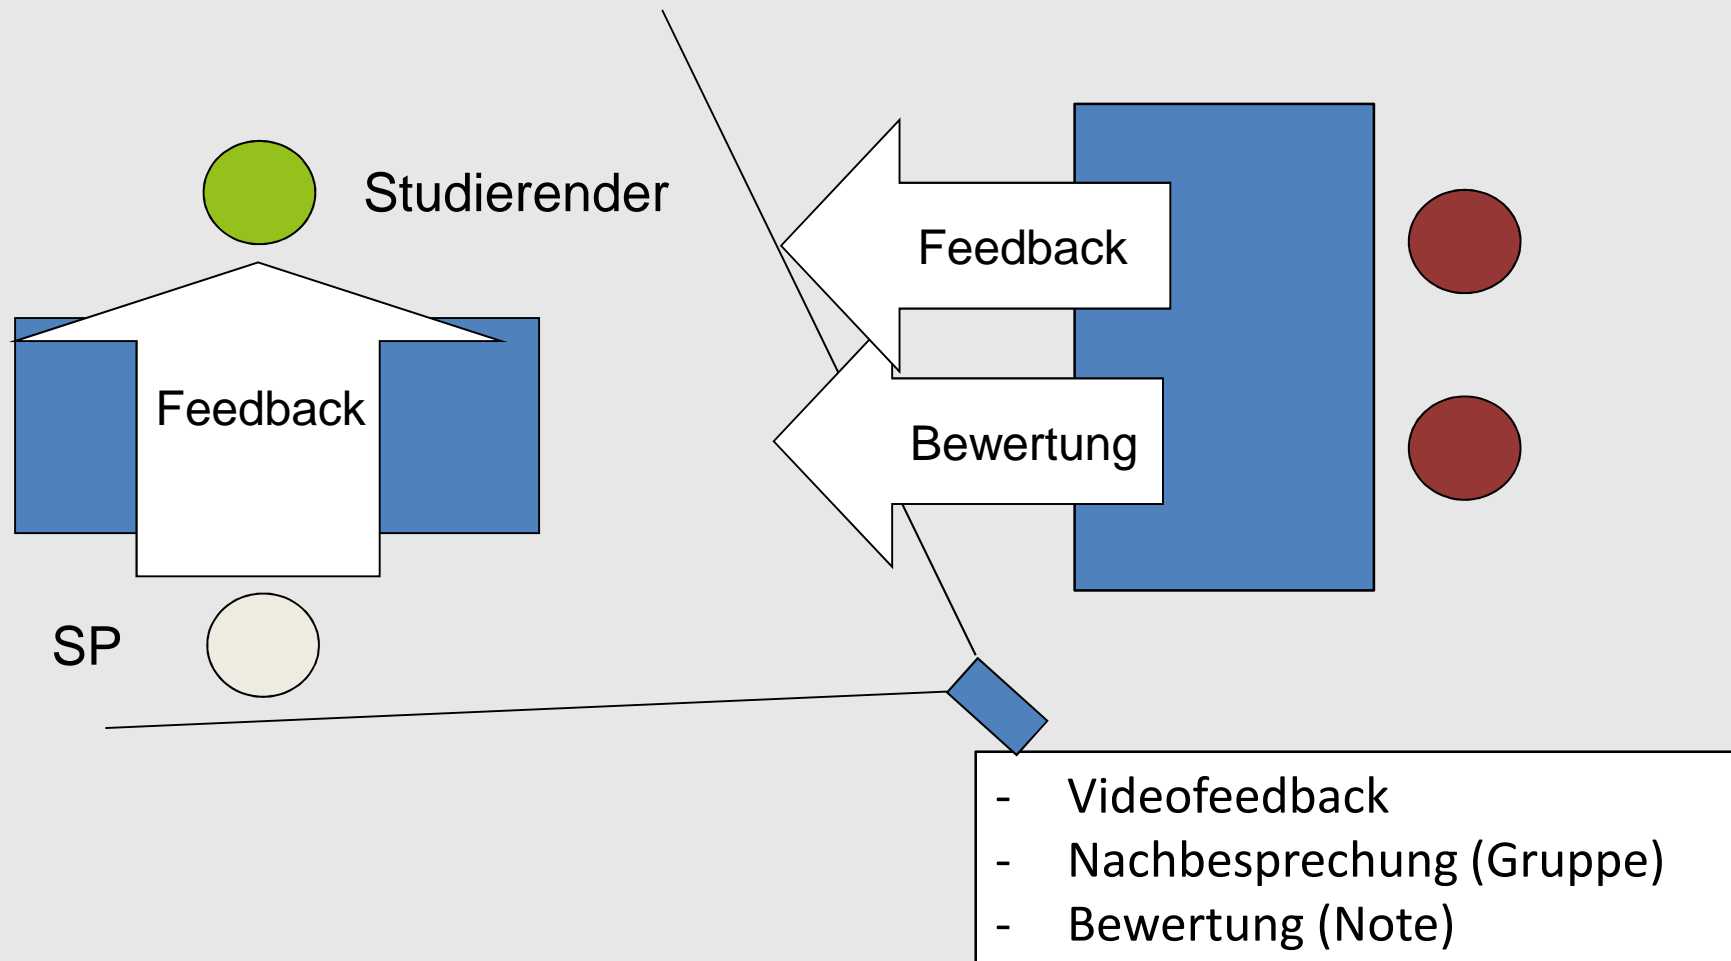 Studierender
Feedback
Feedback
Bewertung
SP
- Videofeedback
- Nachbesprechung (Gruppe)
- Bewertung (Note)